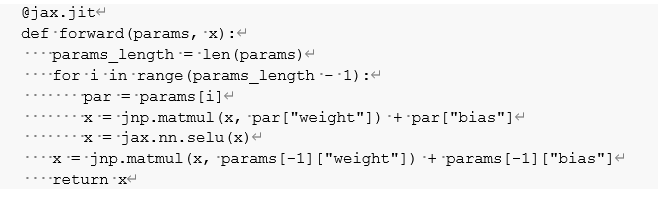 @jax.jit
def forward(params, x):
    params_length = len(params)
    for i in range(params_length - 1):
        par = params[i]
        x = jnp.matmul(x, par["weight"]) + par["bias"]
        x = jax.nn.selu(x)
    x = jnp.matmul(x, params[-1]["weight"]) + params[-1]["bias"]
    return x